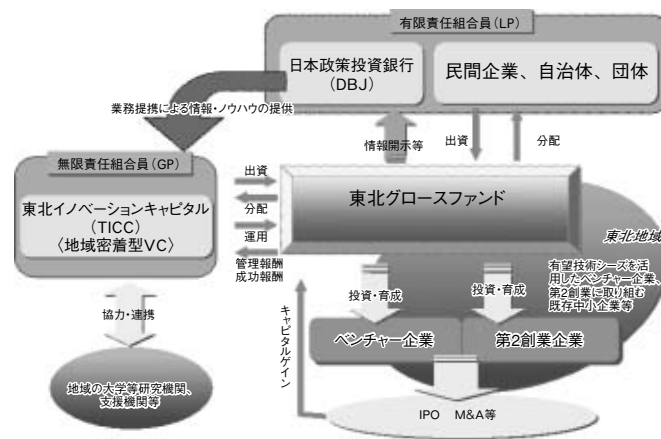 有限責任組合員(LP)
日本政策投資銀行
(DBJ)
民間企業、自治体、団体
業務提携による情報・ノウハウの提供
情報開示等
出資
分配
無限責任組合員(GP)
東北イノベーションキャピタル
(TICC)
〈地域密着型VC〉
出資
分配
運用
管理報酬
成功報酬
東北グロースファンド
東北地域
有望技術シーズを活
用したベンチャー企業、
第2創業に取り組む
既存中小企業等
投資・育成
投資・育成
協力・連携
キャピタルゲイン
ベンチャー企業
第2創業企業
地域の大学等研究機関、
支援機関等
IPO M&A等